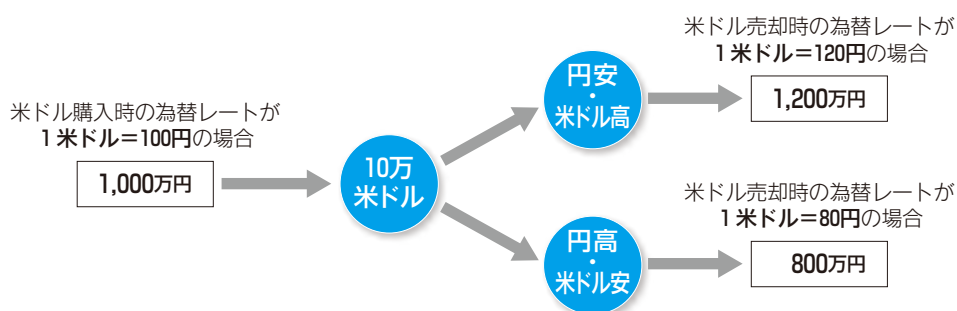 米ドル購入時の為替レートが
1米ドル＝100円の場合
1,000万円
10万
米ドル
円安
・
米ドル高
米ドル売却時の為替レートが
1米ドル＝120円の場合
1,200万円
円高
・
米ドル安
米ドル売却時の為替レートが
1米ドル＝80円の場合
800万円